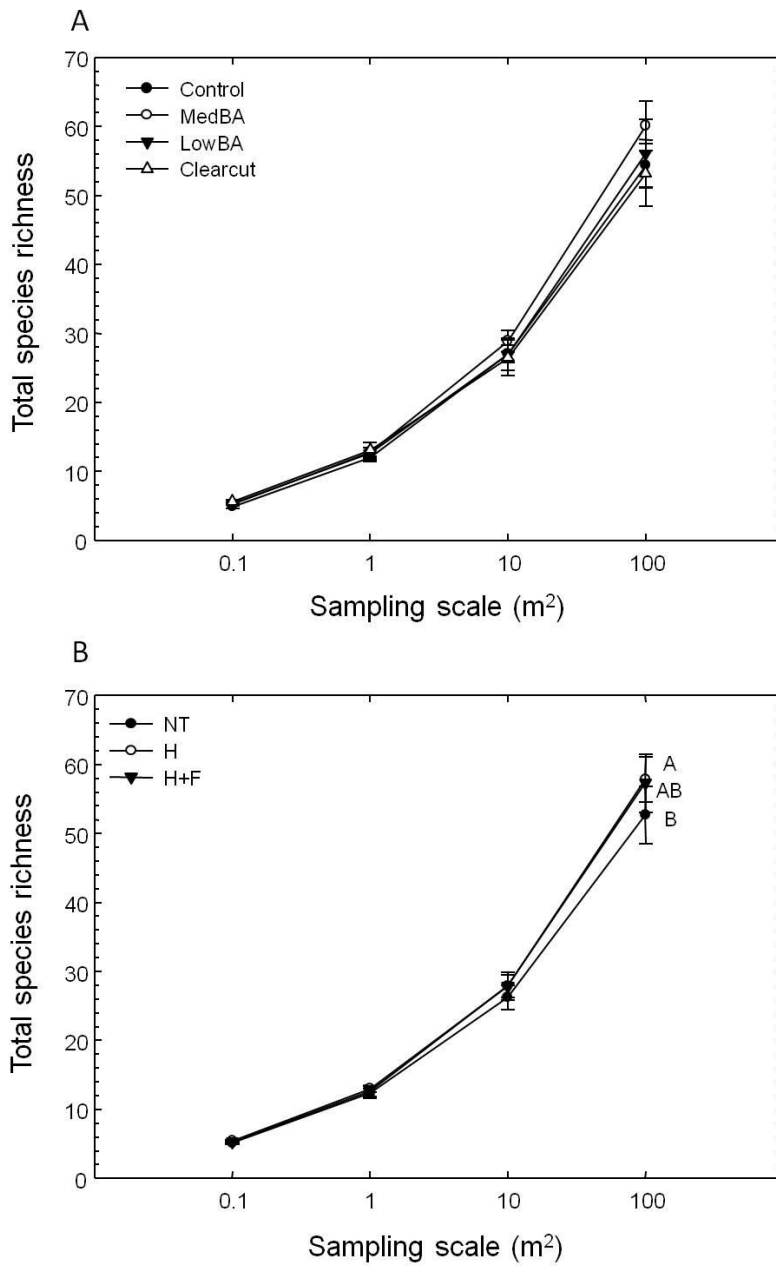 A
70
60
50
40
30
20
10
0
Total species richness
Control
MedBA
LowBA
Clearcut
0.1 1 10 100
Sampling scale (m²)
B
70
60
50
40
30
20
10
0
Total species richness
NT
H
H+F
A
AB
B
0.1 1 10 100
Sampling scale (m²)